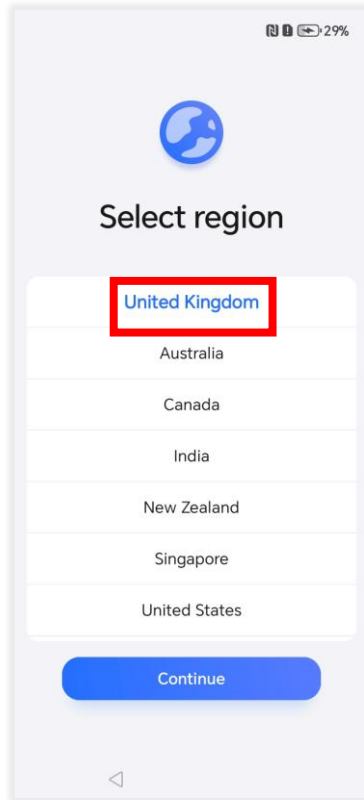 29%
Select region
United Kingdom
Australia
Canada
India
New Zealand
Singapore
United States
Continue